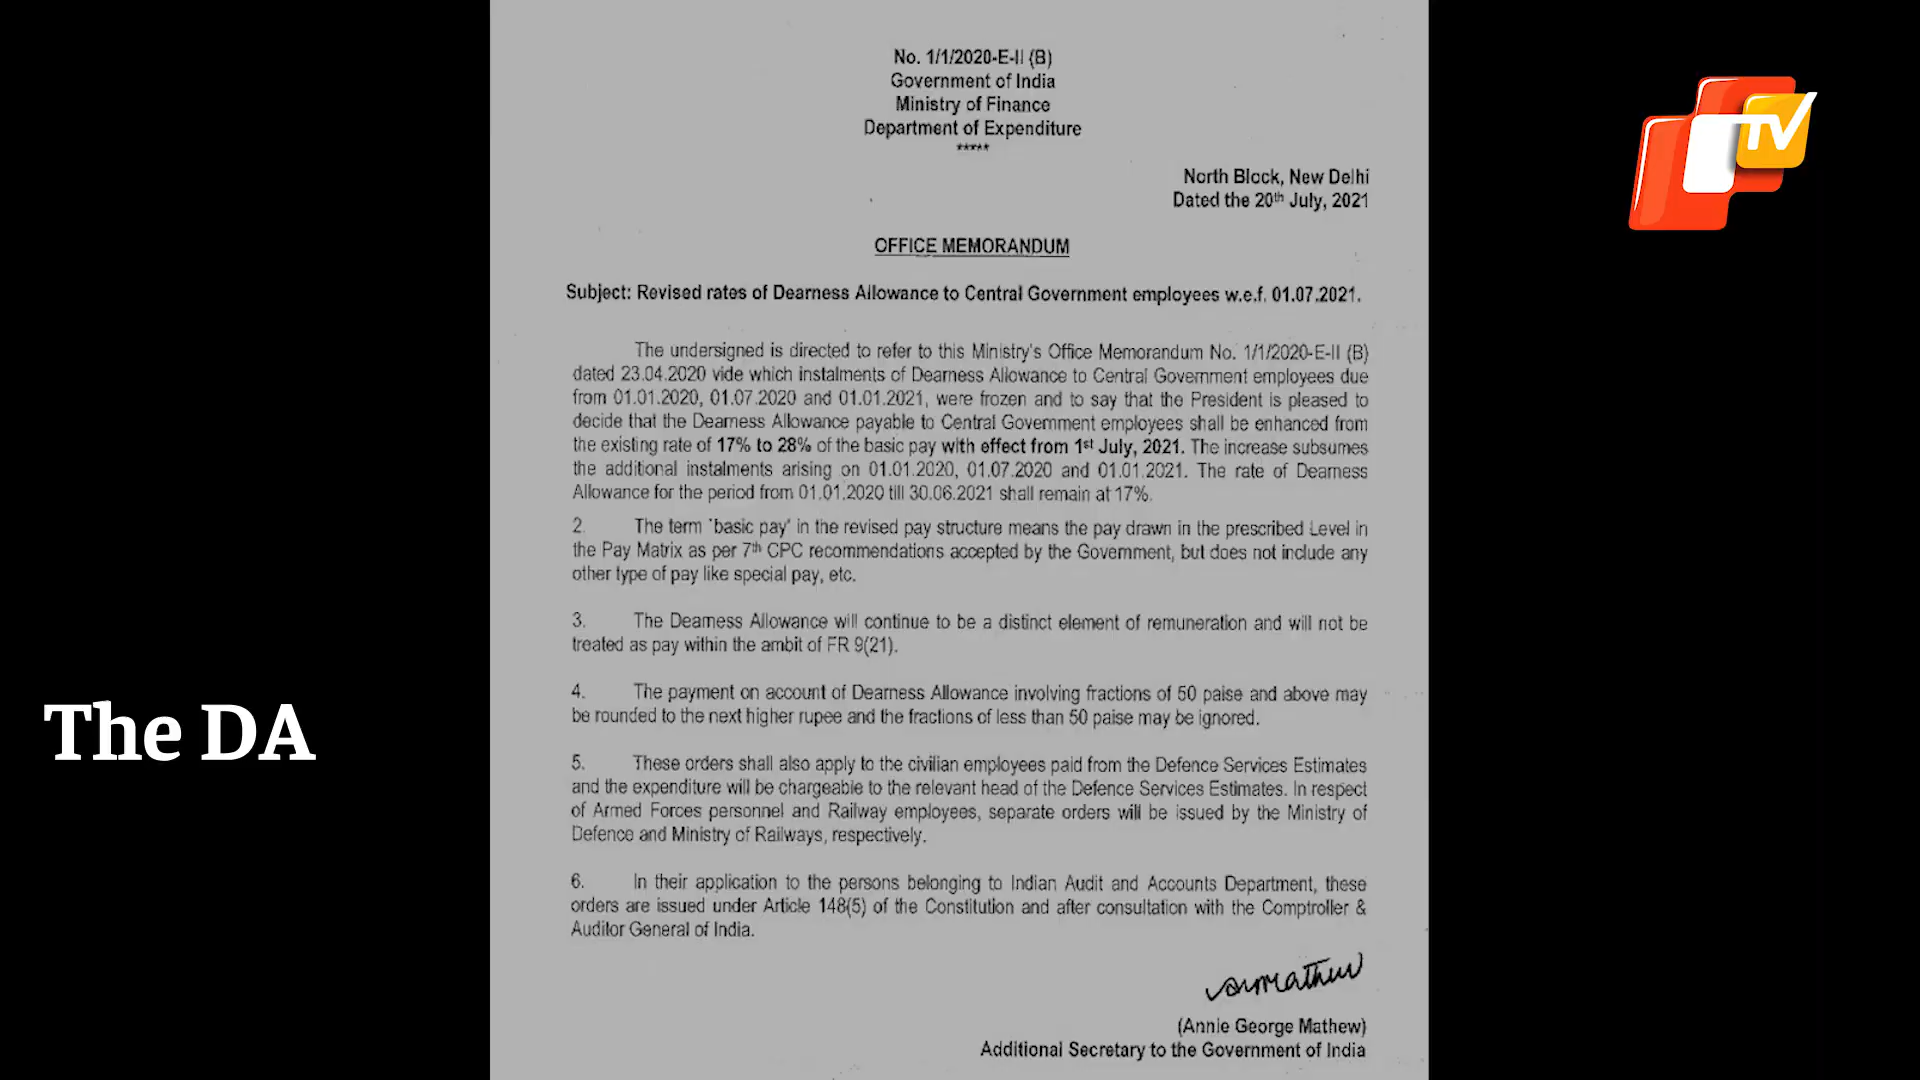 No. 1/1/2020-E-II (B)
Government of India
Ministry of Finance
Department of Expenditure
*****
North Block, New Delhi
Dated the 20th July, 2021
OFFICE MEMORANDUM
Subject: Revised rates of Dearness Allowance to Central Government employees w.e.f. 01.07.2021.
The undersigned is directed to refer to this Ministry's Office Memorandum No. 1/1/2020-E-II (B)
dated 23.04.2020 vide which instalments of Dearness Allowance to Central Government employees due
from 01.01.2020, 01.07.2020 and 01.01.2021, were frozen and to say that the President is pleased to
decide that the Dearness Allowance payable to Central Government employees shall be enhanced from
the existing rate of 17% to 28% of the basic pay with effect from 1st July, 2021. The increase subsumes
the additional instalments arising on 01.01.2020, 01.07.2020 and 01.01.2021. The rate of Dearness
Allowance for the period from 01.01.2020 till 30.06.2021 shall remain at 17%.
2. The term 'basic pay' in the revised pay structure means the pay drawn in the prescribed Level in
the Pay Matrix as per 7th CPC recommendations accepted by the Government, but does not include any
other type of pay like special pay, etc.
3. The Dearness Allowance will continue to be a distinct element of remuneration and will not be
treated as pay within the ambit of FR 9(21).
4. The payment on account of Dearness Allowance involving fractions of 50 paise and above may
be rounded to the next higher rupee and the fractions of less than 50 paise may be ignored.
5. These orders shall also apply to the civilian employees paid from the Defence Services Estimates
and the expenditure will be chargeable to the relevant head of the Defence Services Estimates. In respect
of Armed Forces personnel and Railway employees, separate orders will be issued by the Ministry of
Defence and Ministry of Railways, respectively.
6. In their application to the persons belonging to Indian Audit and Accounts Department, these
orders are issued under Article 148(5) of the Constitution and after consultation with the Comptroller &
Auditor General of India.
(Annie George Mathew)
Additional Secretary to the Government of India
The DA
TV